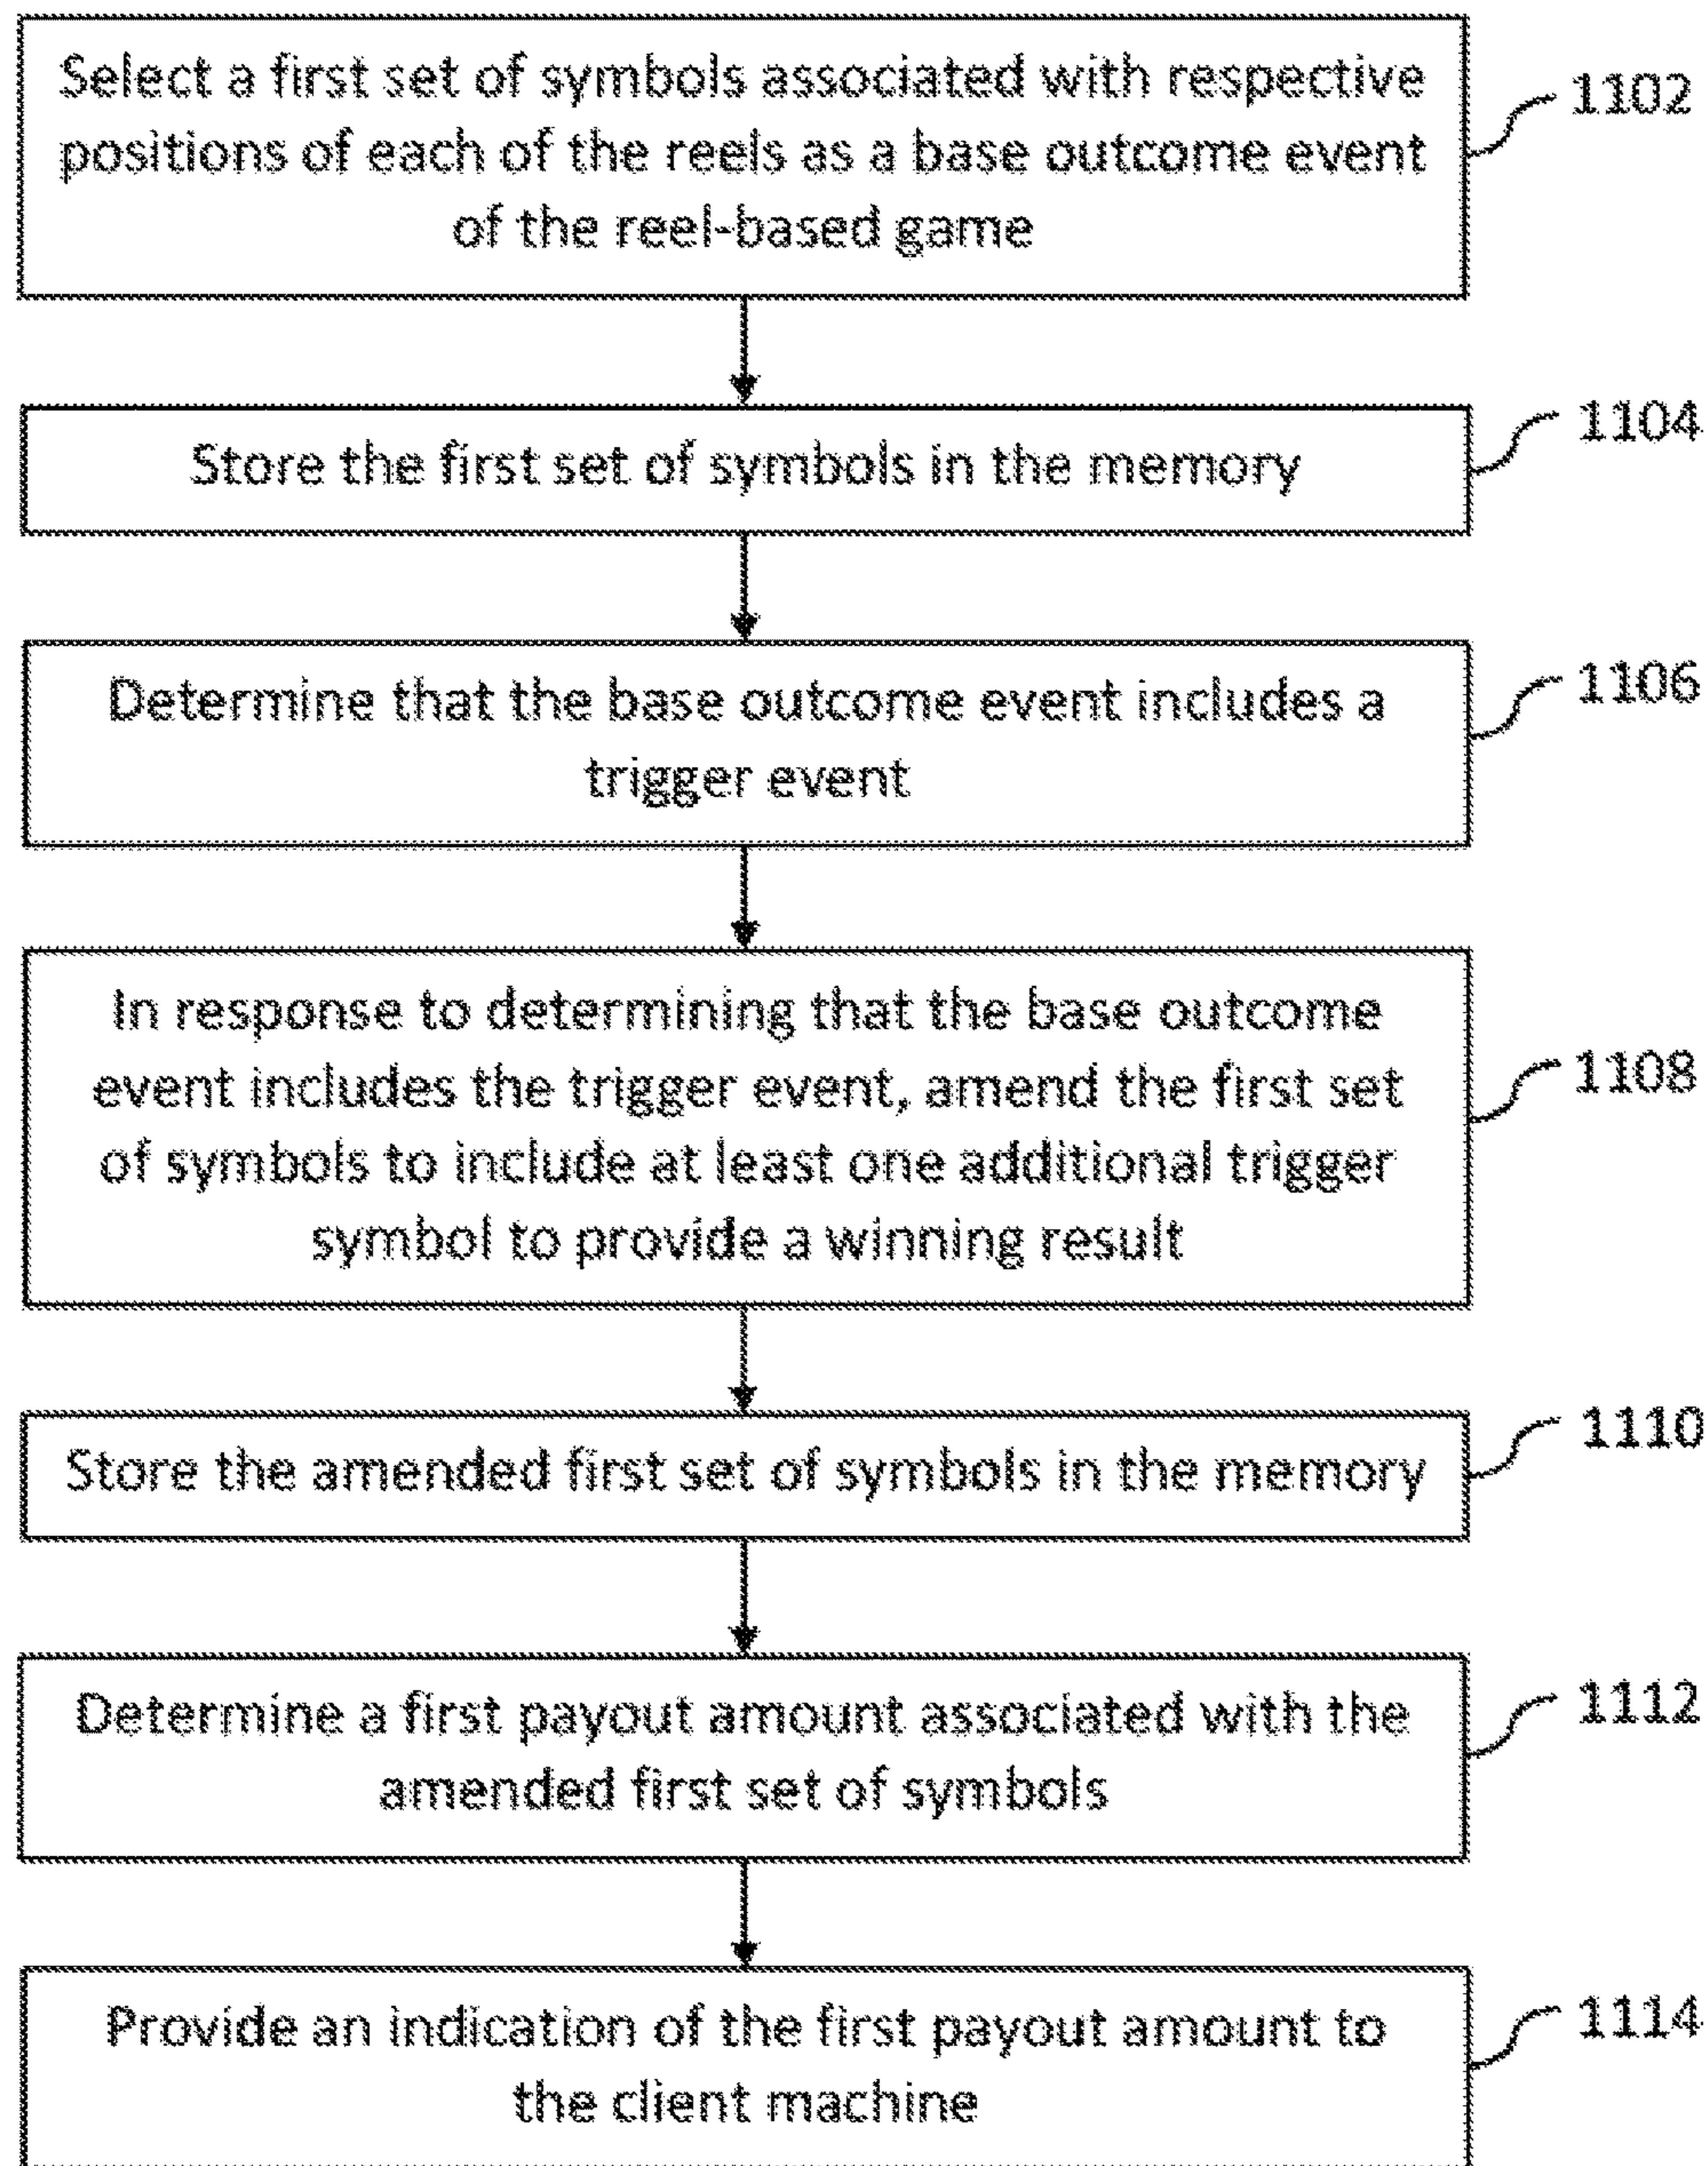 Select a first set of symbols associated with respective
positions of each of the reels as a base outcome event
of the reel-based game
1102
Store the first set of symbols in the memory
1104
Determine that the base outcome event includes a
trigger event
1106
In response to determining that the base outcome
event includes the trigger event, amend the first set
of symbols to include at least one additional trigger
symbol to provide a winning result
1108
Store the amended first set of symbols in the memory
1110
Determine a first payout amount associated with the
amended first set of symbols
1112
Provide an indication of the first payout amount to
the client machine
1114